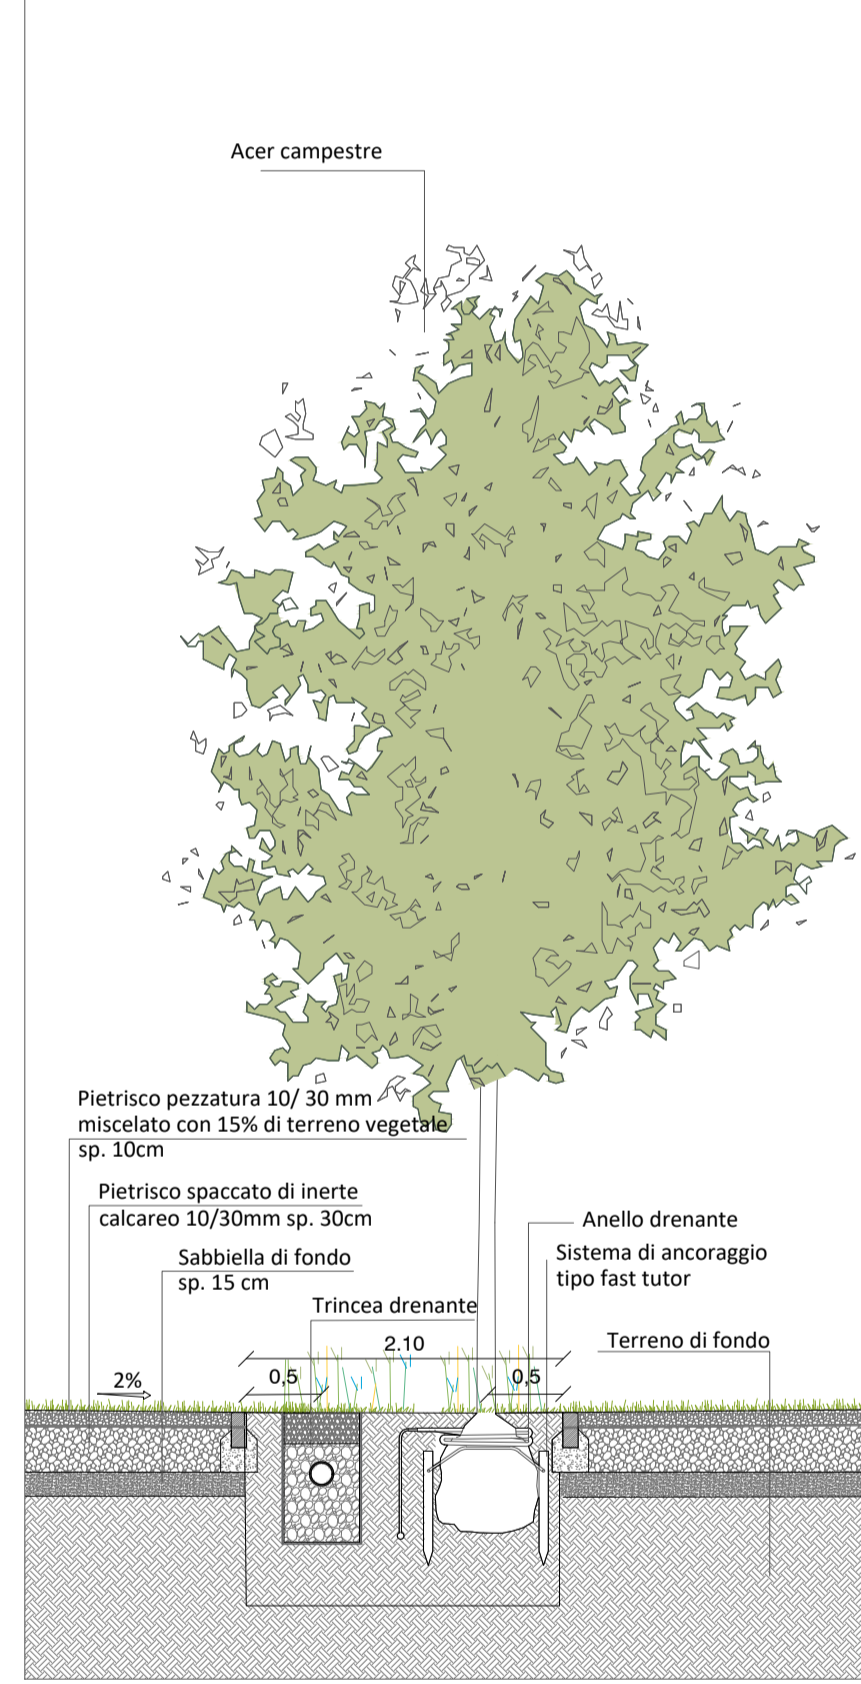 Acer campestre
Pietrisco pezzatura 10/ 30 mm
miscelato con 15% di terreno vegetale
sp. 10cm
Pietrisco spaccato di inerte
calcareo 10/30mm sp. 30cm
Anello drenante
Sabbiella di fondo
sp. 15 cm
Sistema di ancoraggio
tipo fast tutor
Trincea drenante
2.10
Terreno di fondo
0,5
0,5
2%